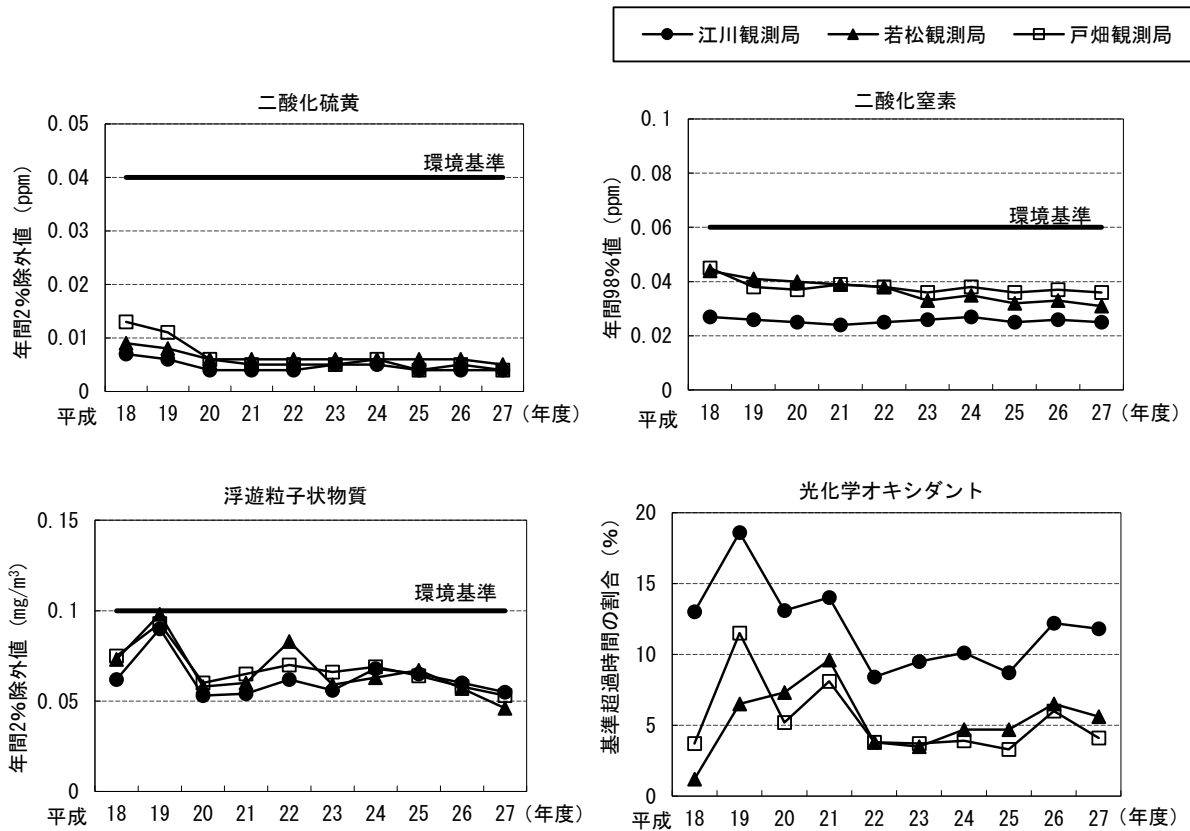 江川観測局 若松観測局 戸畑観測局
二酸化硫黄
年間2%除外値 (ppm)
0.05
0.04
0.03
0.02
0.01
0
環境基準
平成 18 19 20 21 22 23 24 25 26 27 (年度)
二酸化窒素
年間98%値 (ppm)
0.1
0.08
0.06
0.04
0.02
0
環境基準
平成 18 19 20 21 22 23 24 25 26 27 (年度)
浮遊粒子状物質
年間2%除外値 (mg/m³)
0.15
0.1
0.05
0
環境基準
平成 18 19 20 21 22 23 24 25 26 27 (年度)
光化学オキシダント
基準超過時間の割合 (%)
20
15
10
5
0
平成 18 19 20 21 22 23 24 25 26 27 (年度)